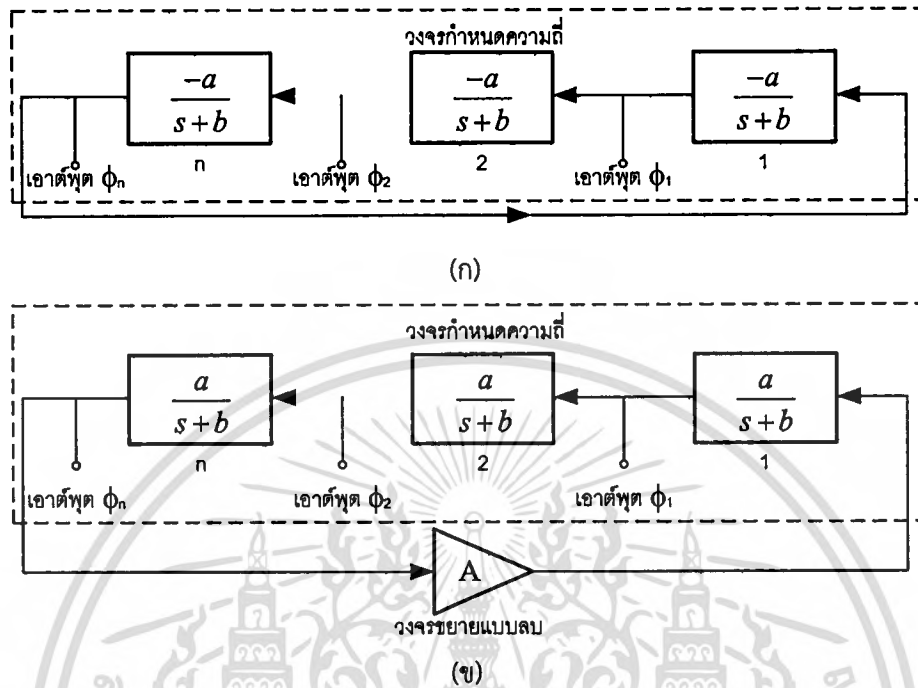 วงจรกำหนดความถี่
-a
s+b
-a
s+b
-a
s+b
n
2
1
เอาต์พุต ϕn
เอาต์พุต ϕ2
เอาต์พุต ϕ1
(ก)
วงจรกำหนดความถี่
a
s+b
a
s+b
a
s+b
n
2
1
เอาต์พุต ϕn
เอาต์พุต ϕ2
เอาต์พุต ϕ1
A
วงจรขยายแบบลบ
(ข)